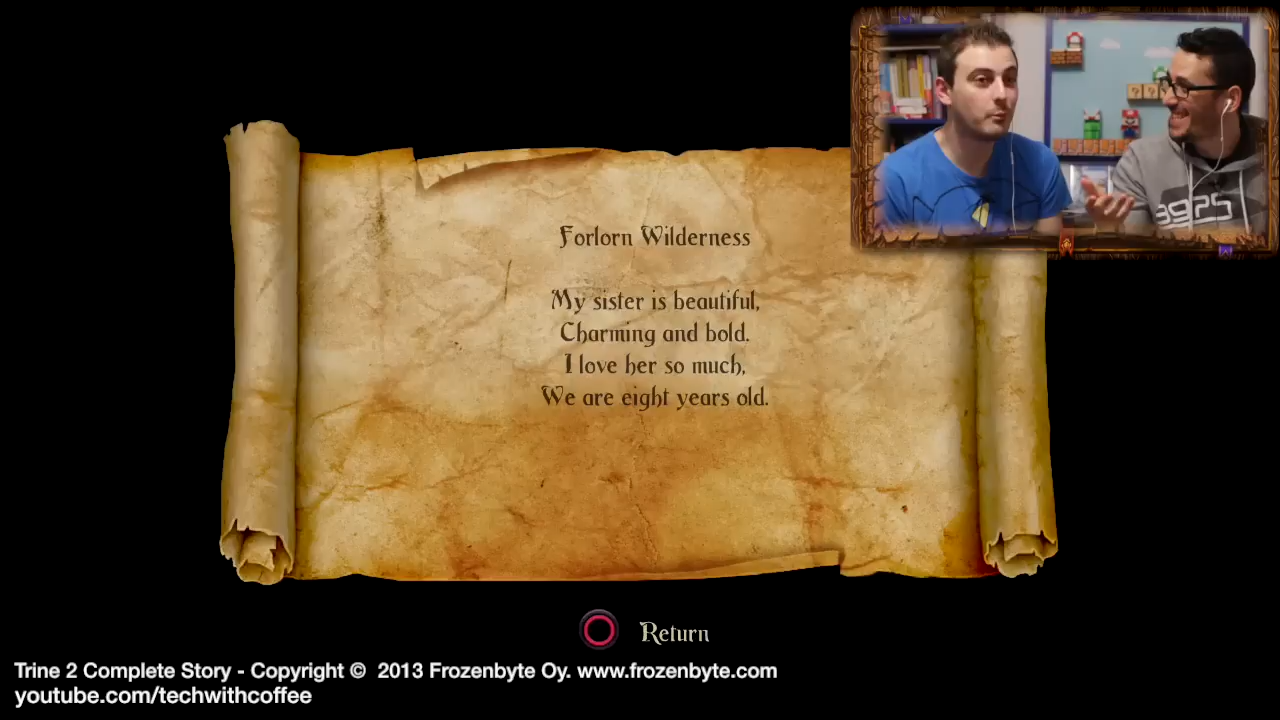 Forlorn Wilderness
My sister is beautiful,
Charming and bold.
I love her so much,
We are eight years old.
Return
Trine 2 Complete Story - Copyright © 2013 Frozenbyte Oy. www.frozenbyte.com
youtube.com/techwithcoffee
3925